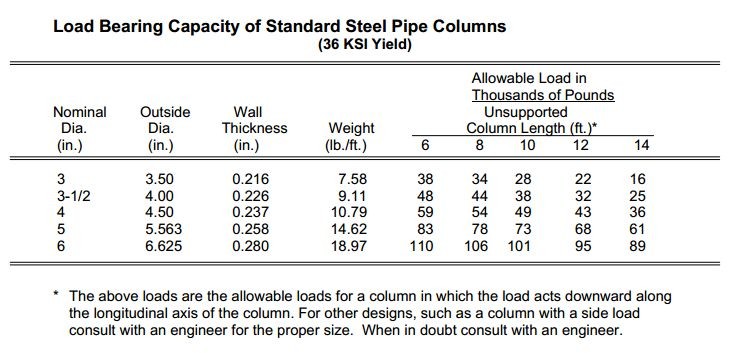 Load Bearing Capacity of Standard Steel Pipe Columns
(36 KSI Yield)
Allowable Load in
Thousands of Pounds
Nominal Outside Wall Unsupported
Dia. Dia. Thickness Weight Column Length (ft.)*
(in.) (in.) (in.) (lb./ft.) 6 8 10 12 14
3 3.50 0.216 7.58 38 34 28 22 16
3-1/2 4.00 0.226 9.11 48 44 38 32 25
4 4.50 0.237 10.79 59 54 49 43 36
5 5.563 0.258 14.62 83 78 73 68 61
6 6.625 0.280 18.97 110 106 101 95 89
* The above loads are the allowable loads for a column in which the load acts downward along
the longitudinal axis of the column. For other designs, such as a column with a side load
consult with an engineer for the proper size. When in doubt consult with an engineer.